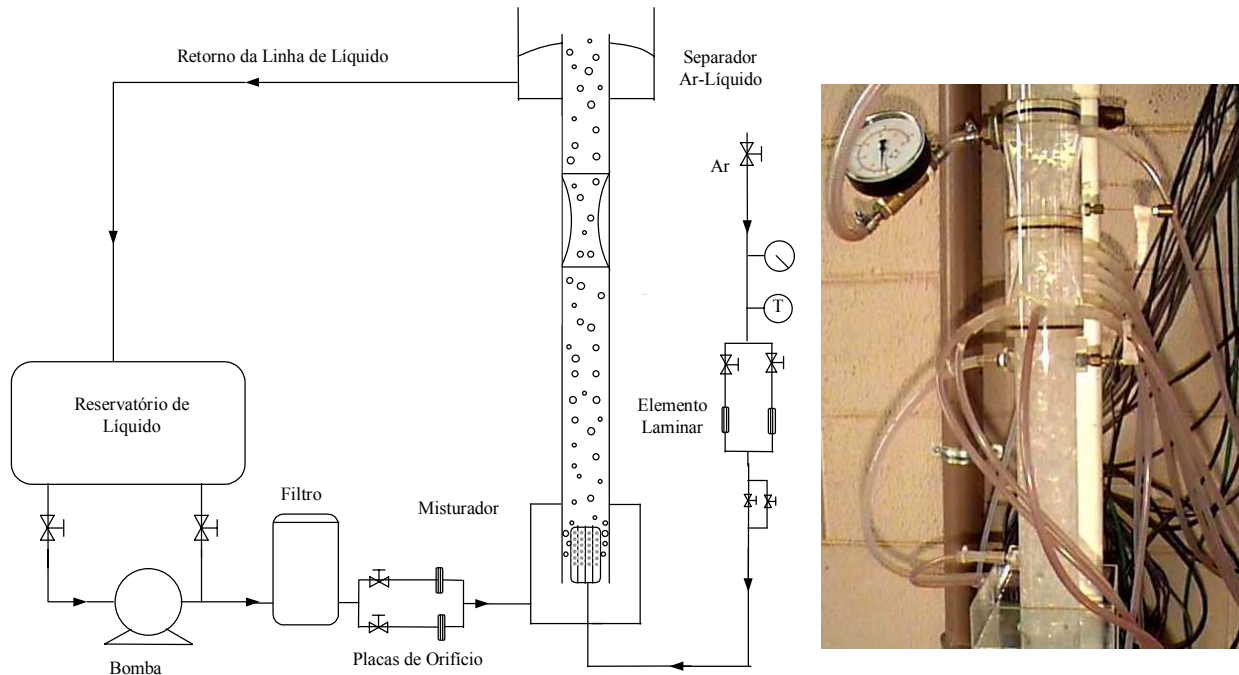 Retorno da Linha de Líquido
Separador
Ar-Líquido
Ar
T
Reservatório de
Líquido
Elemento
Laminar
Filtro
Misturador
Placas de Orifício
Bomba